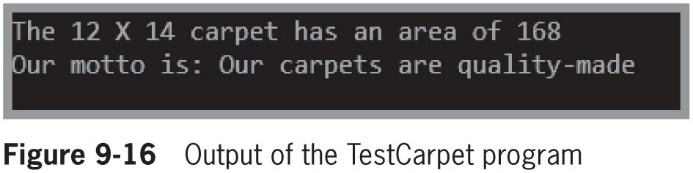 The 12 X 14 carpet has an area of 168
Our motto is: Our carpets are quality-made
Figure 9-16 Output of the TestCarpet program